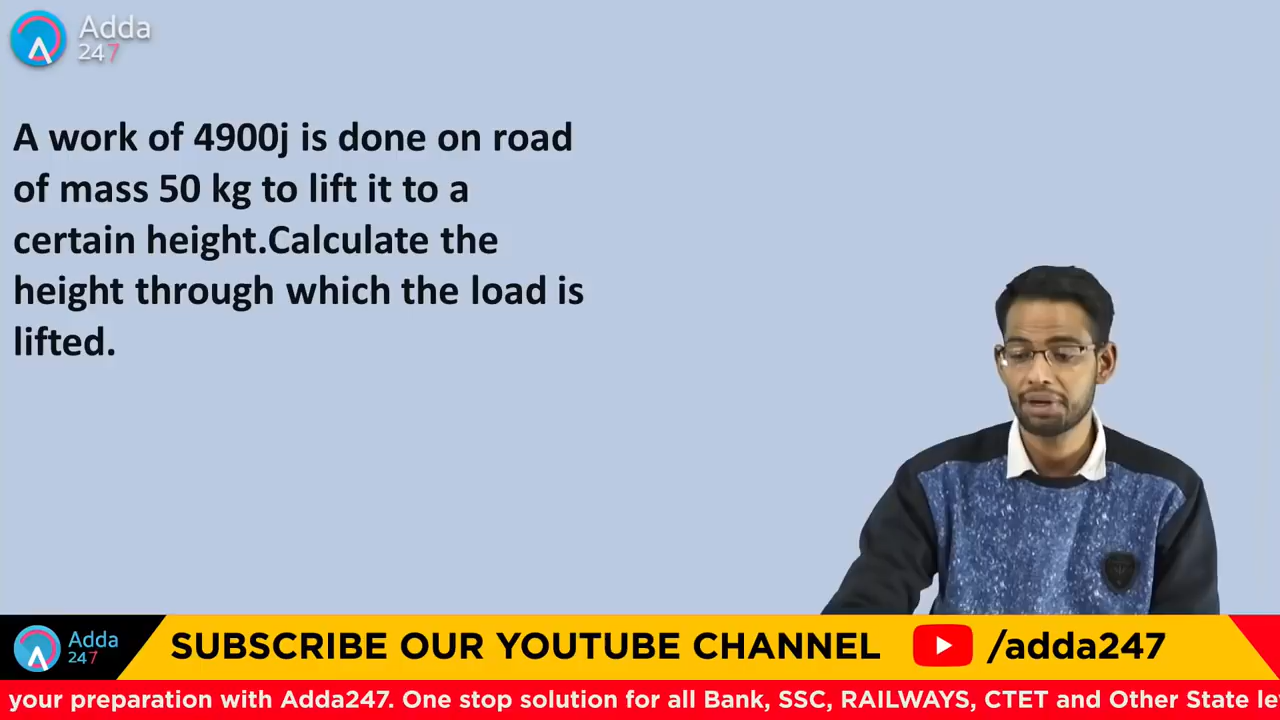 Adda
247
A work of 4900j is done on road
of mass 50 kg to lift it to a
certain height.Calculate the
height through which the load is
lifted.
Adda
247
SUBSCRIBE OUR YOUTUBE CHANNEL
/adda247
your preparation with Adda247. One stop solution for all Bank, SSC, RAILWAYS, CTET and Other State le